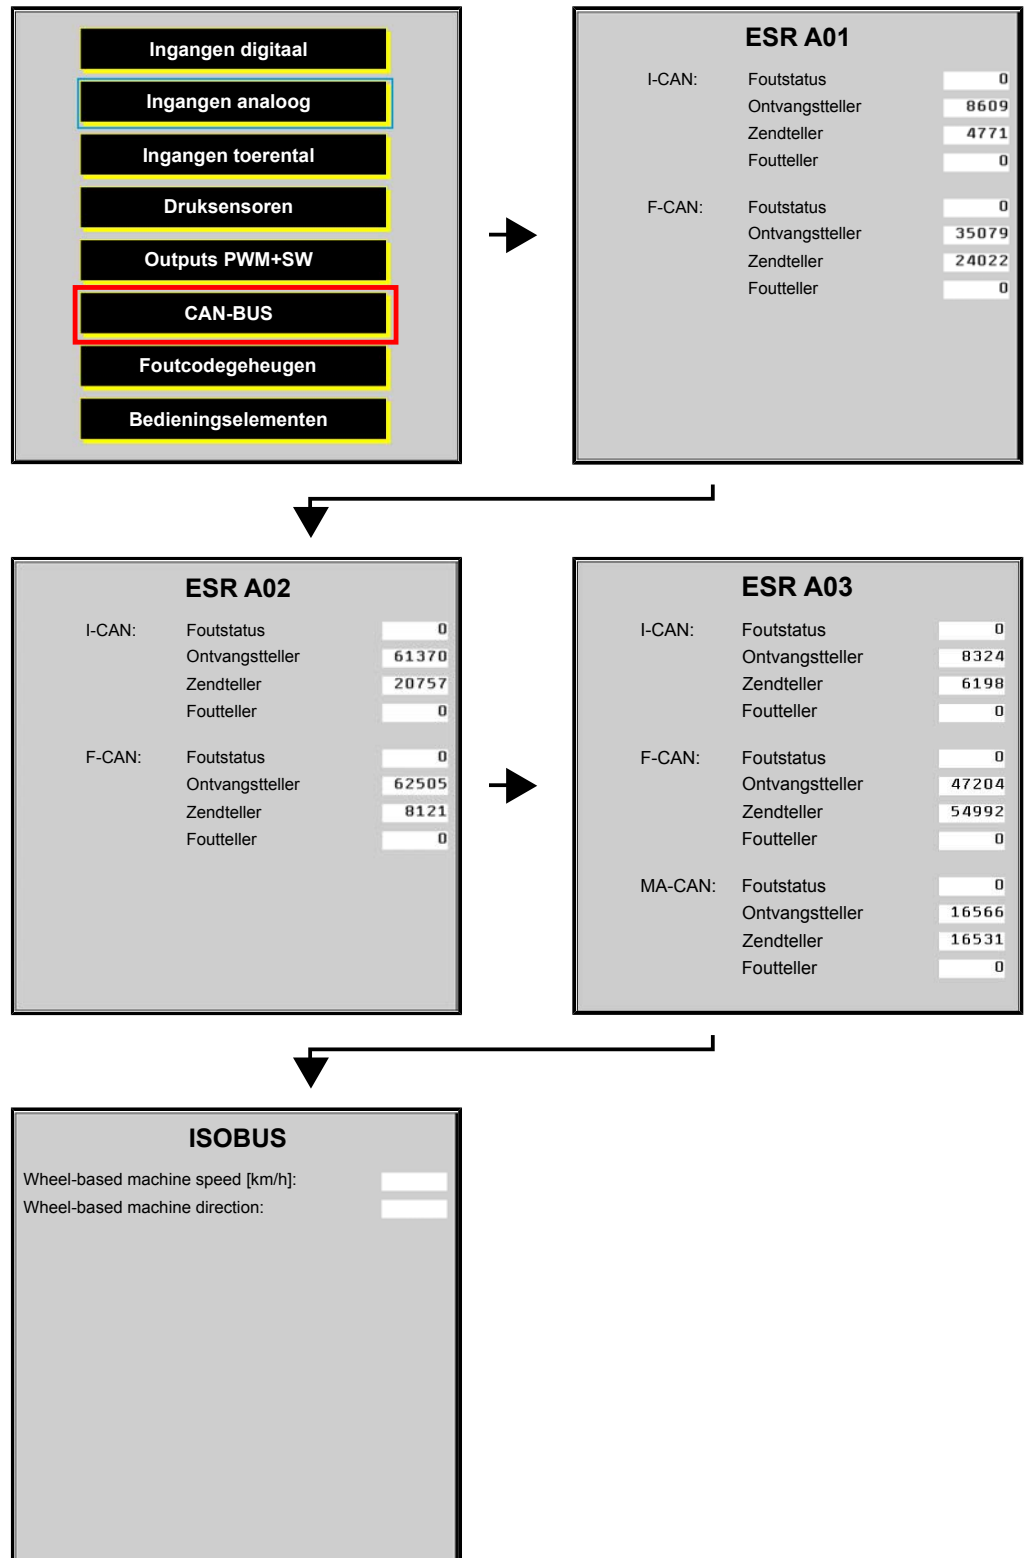 Ingangen digitaal
Ingangen analoog
Ingangen toerental
Druksensoren
Outputs PWM+SW
CAN-BUS
Foutcodegeheugen
Bedieningselementen
ESR A01
I-CAN: Foutstatus 0
Ontvangstteller 8609
Zendteller 4771
Foutteller 0
F-CAN: Foutstatus 0
Ontvangstteller 35079
Zendteller 24022
Foutteller 0
ESR A02
I-CAN: Foutstatus 0
Ontvangstteller 61370
Zendteller 20757
Foutteller 0
F-CAN: Foutstatus 0
Ontvangstteller 62505
Zendteller 8121
Foutteller 0
ESR A03
I-CAN: Foutstatus 0
Ontvangstteller 8324
Zendteller 6198
Foutteller 0
F-CAN: Foutstatus 0
Ontvangstteller 47204
Zendteller 54992
Foutteller 0
MA-CAN: Foutstatus 0
Ontvangstteller 16566
Zendteller 16531
Foutteller 0
ISOBUS
Wheel-based machine speed [km/h]:
Wheel-based machine direction: